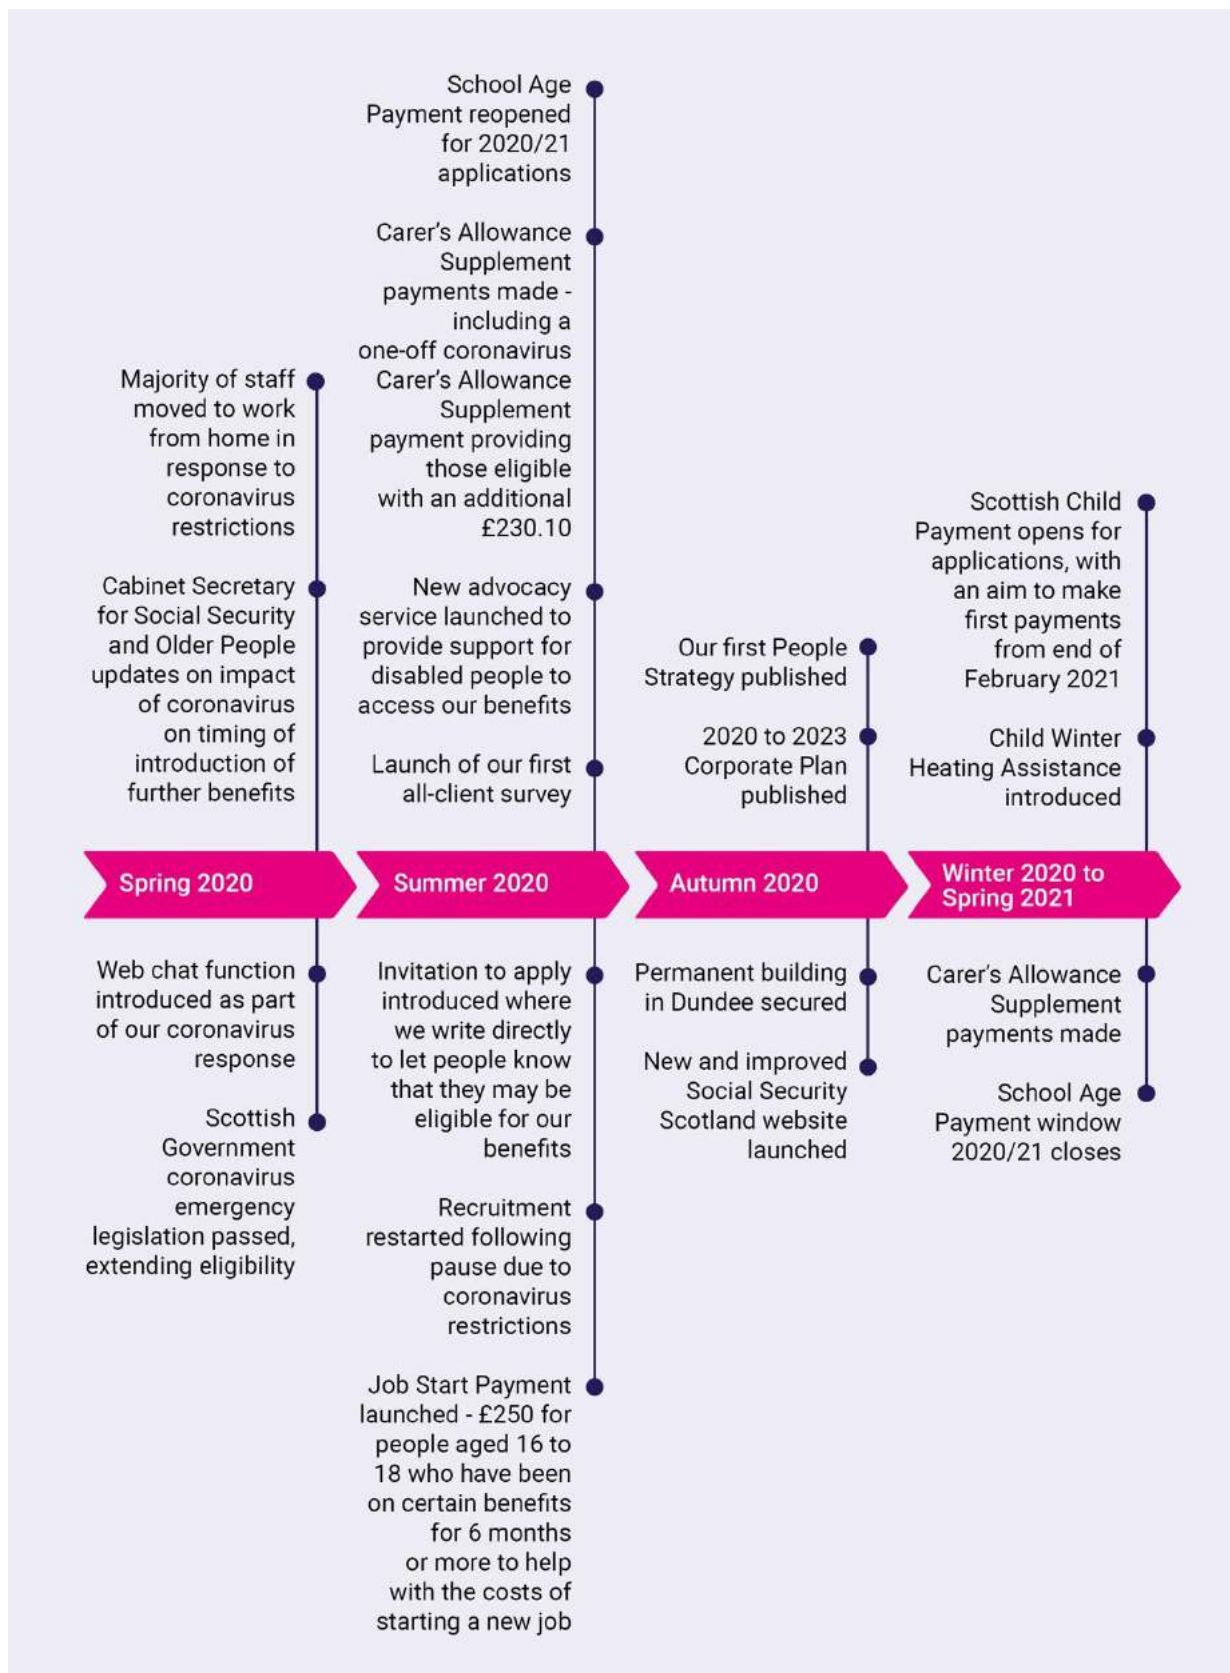 Majority of staff
moved to work
from home in
response to
coronavirus
restrictions
Cabinet Secretary
for Social Security
and Older People
updates on impact
of coronavirus
on timing of
introduction of
further benefits
Spring 2020
Web chat function
introduced as part
of our coronavirus
response
Scottish
Government
coronavirus
emergency
legislation passed,
extending eligibility
School Age
Payment reopened
for 2020/21
applications
Carer's Allowance
Supplement
payments made -
including a
one-off coronavirus
Carer's Allowance
Supplement
payment providing
those eligible
with an additional
£230.10
New advocacy
service launched to
provide support for
disabled people to
access our benefits
Launch of our first
all-client survey
Summer 2020
Invitation to apply
introduced where
we write directly
to let people know
that they may be
eligible for our
benefits
Recruitment
restarted following
pause due to
coronavirus
restrictions
Job Start Payment
launched - £250 for
people aged 16 to
18 who have been
on certain benefits
for 6 months
or more to help
with the costs of
starting a new job
Our first People
Strategy published
2020 to 2023
Corporate Plan
published
Autumn 2020
Permanent building
in Dundee secured
New and improved
Social Security
Scotland website
launched
Scottish Child
Payment opens for
applications, with
an aim to make
first payments
from end of
February 2021
Child Winter
Heating Assistance
introduced
Winter 2020 to
Spring 2021
Carer's Allowance
Supplement
payments made
School Age
Payment window
2020/21 closes